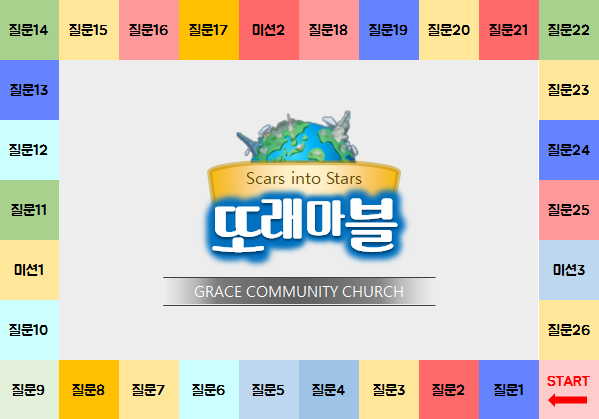 질문14 질문15 질문16 질문17 미션2 질문18 질문19 질문20 질문21 질문22
질문13 질문23
질문12 질문24
질문11 질문25
미션1 미션3
질문10 질문26
질문9 질문8 질문7 질문6 질문5 질문4 질문3 질문2 질문1 START
Scars into Stars
또래마블
GRACE COMMUNITY CHURCH